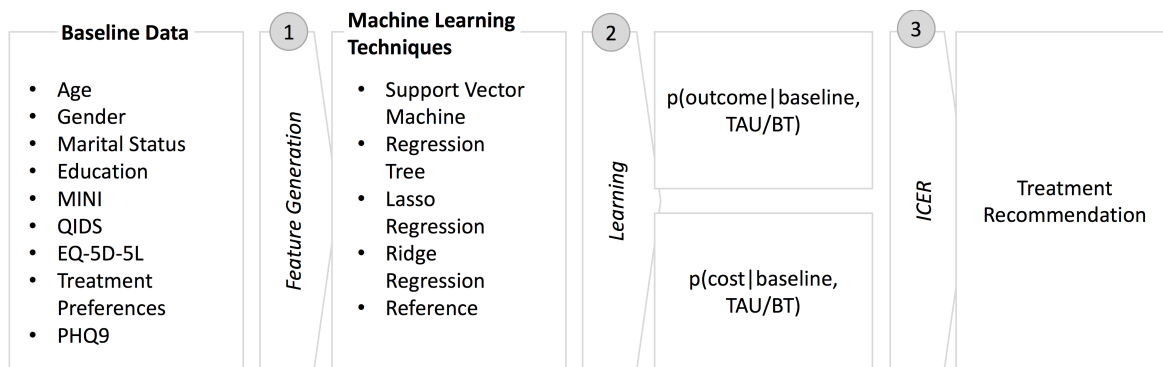 Baseline Data
• Age
• Gender
• Marital Status
• Education
• MINI
• QIDS
• EQ-5D-5L
• Treatment
Preferences
• PHQ9
1
Feature Generation
Machine Learning
Techniques
• Support Vector
Machine
• Regression
Tree
• Lasso
Regression
• Ridge
Regression
• Reference
2
Learning
p(outcome|baseline,
TAU/BT)
p(cost|baseline,
TAU/BT)
3
ICER
Treatment
Recommendation